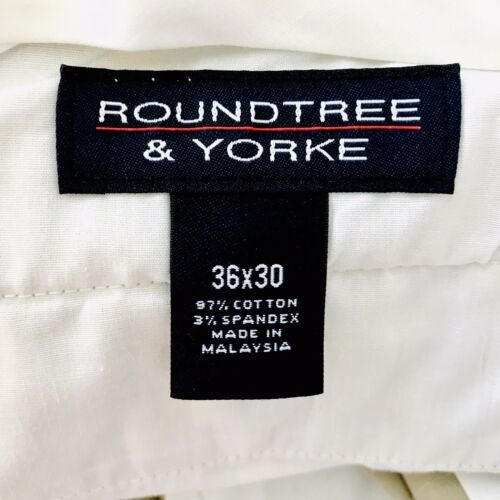 ROUNDTREE
& YORKE
36x30
97% COTTON
3% SPANDEX
MADE IN
MALAYSIA